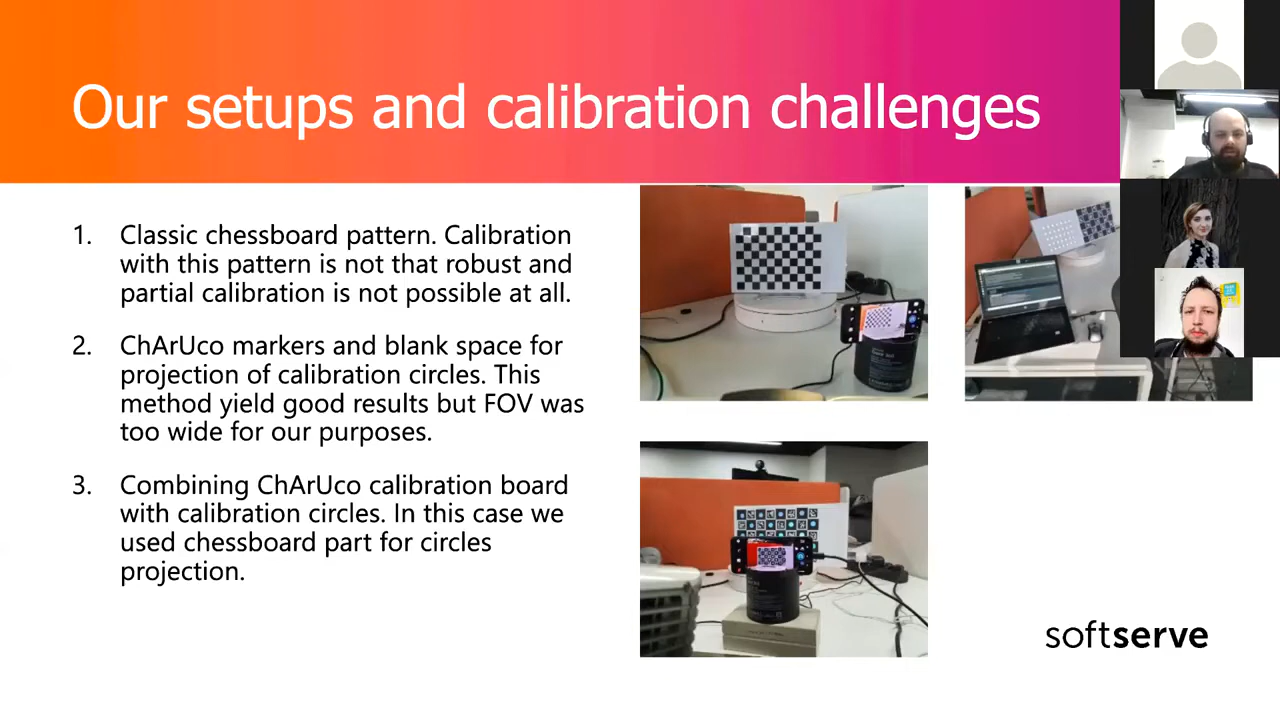 Our setups and calibration challenges
1. Classic chessboard pattern. Calibration
with this pattern is not that robust and
partial calibration is not possible at all.
2. ChArUco markers and blank space for
projection of calibration circles. This
method yield good results but FOV was
too wide for our purposes.
3. Combining ChArUco calibration board
with calibration circles. In this case we
used chessboard part for circles
projection.
softserve